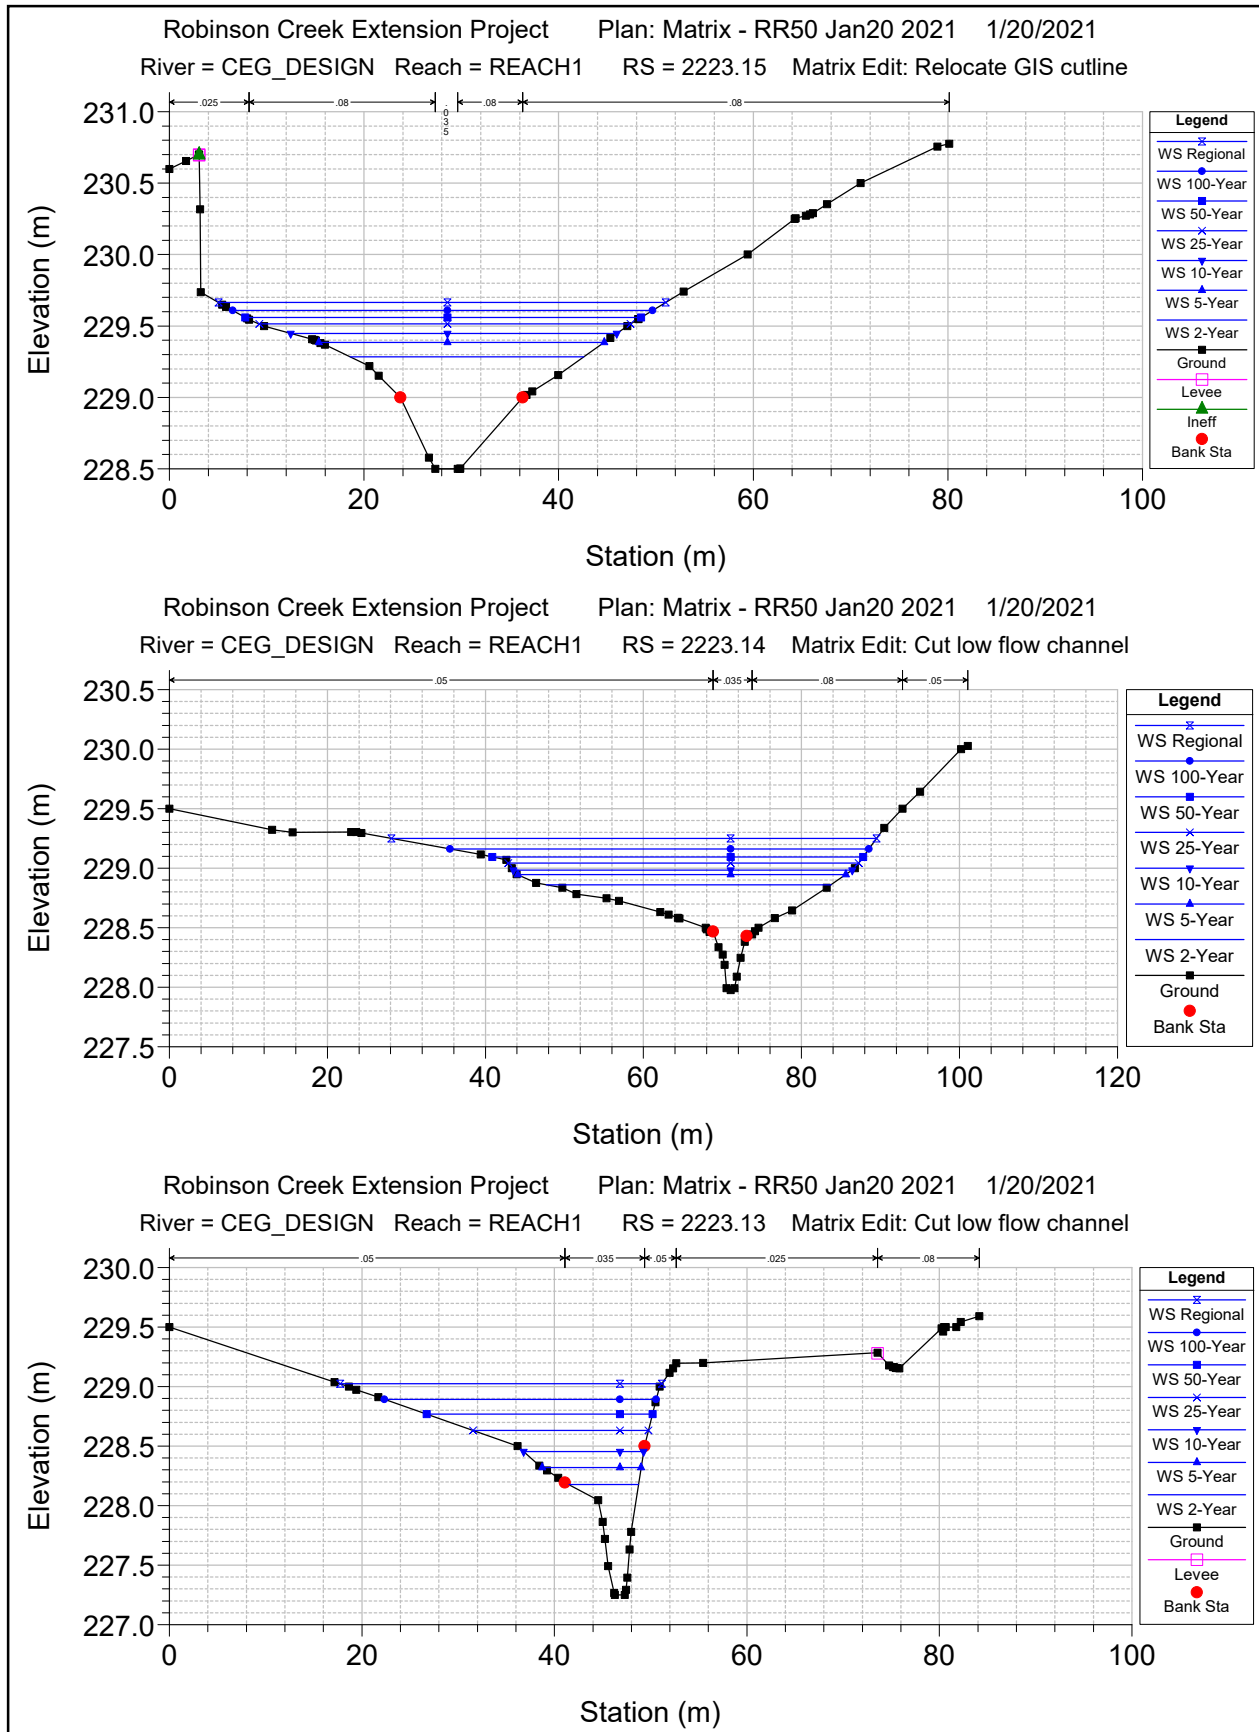 Robinson Creek Extension Project Plan: Matrix - RR50 Jan20 2021 1/20/2021
River = CEG_DESIGN Reach = REACH1 RS = 2223.15 Matrix Edit: Relocate GIS cutline
.025 .08 .035 .08 .08
231.0
230.5
230.0
229.5
229.0
228.5
Elevation (m)
0 20 40 60 80 100
Station (m)
Legend
WS Regional
WS 100-Year
WS 50-Year
WS 25-Year
WS 10-Year
WS 5-Year
WS 2-Year
Ground
Levee
Ineff
Bank Sta
Robinson Creek Extension Project Plan: Matrix - RR50 Jan20 2021 1/20/2021
River = CEG_DESIGN Reach = REACH1 RS = 2223.14 Matrix Edit: Cut low flow channel
.05 .035 .08 .05
230.5
230.0
229.5
229.0
228.5
228.0
227.5
Elevation (m)
0 20 40 60 80 100 120
Station (m)
Legend
WS Regional
WS 100-Year
WS 50-Year
WS 25-Year
WS 10-Year
WS 5-Year
WS 2-Year
Ground
Bank Sta
Robinson Creek Extension Project Plan: Matrix - RR50 Jan20 2021 1/20/2021
River = CEG_DESIGN Reach = REACH1 RS = 2223.13 Matrix Edit: Cut low flow channel
.05 .035 .05 .025 .08
230.0
229.5
229.0
228.5
228.0
227.5
227.0
Elevation (m)
0 20 40 60 80 100
Station (m)
Legend
WS Regional
WS 100-Year
WS 50-Year
WS 25-Year
WS 10-Year
WS 5-Year
WS 2-Year
Ground
Levee
Bank Sta